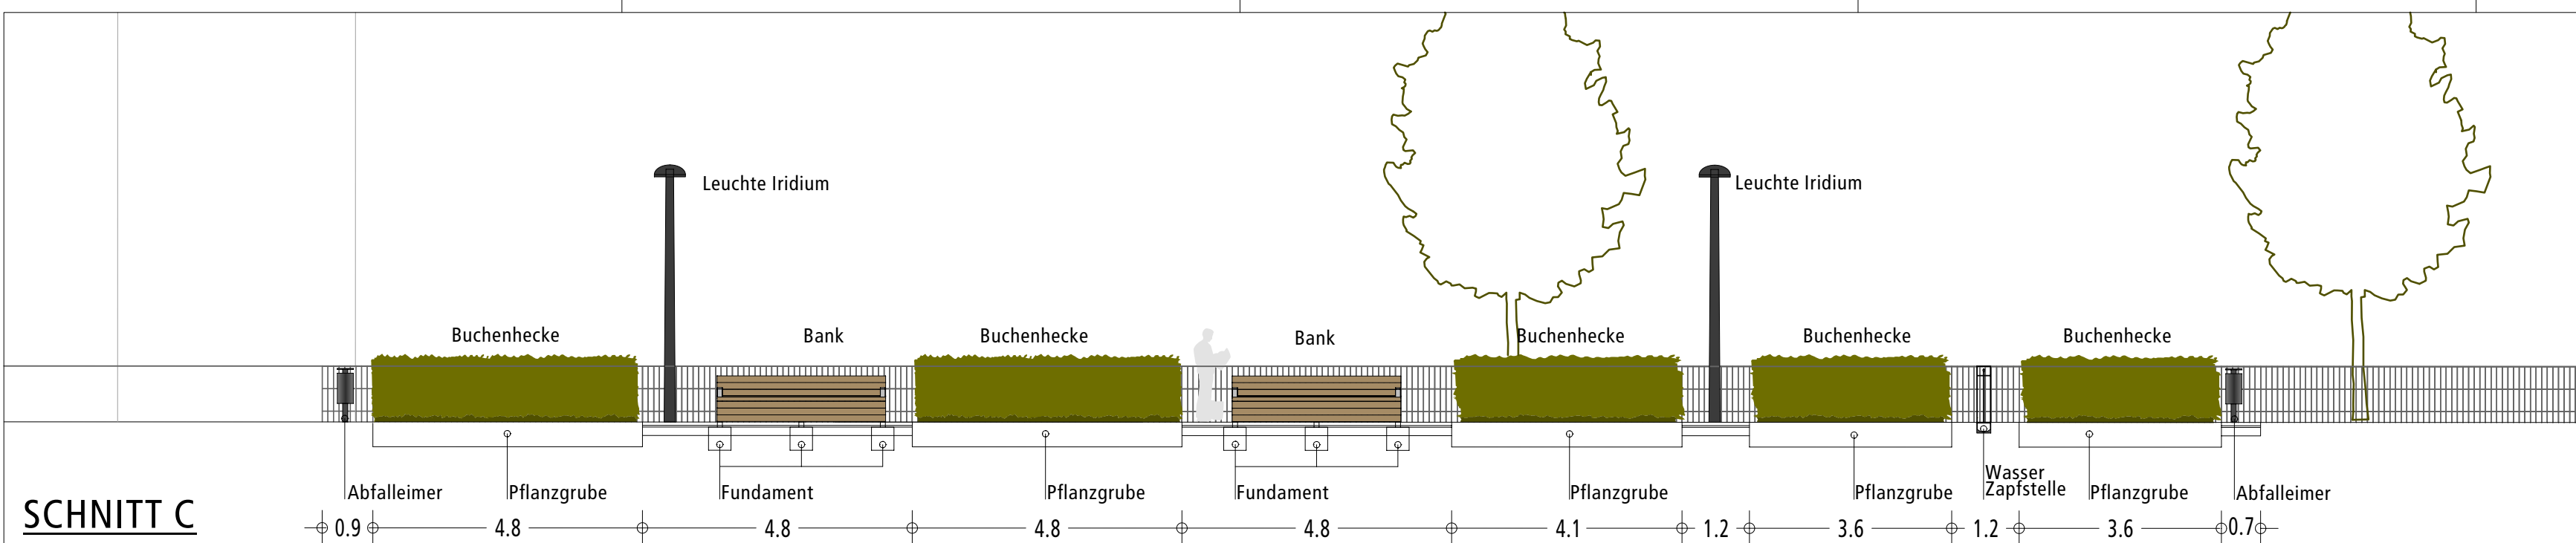 Leuchte Iridium
Leuchte Iridium
Buchenhecke
Bank
Buchenhecke
Bank
Buchenhecke
Buchenhecke
Buchenhecke
Abfalleimer
Pflanzgrube
Fundament
Pflanzgrube
Fundament
Pflanzgrube
Pflanzgrube
Wasser
Zapfstelle
Pflanzgrube
Abfalleimer
SCHNITT C
0.9 4.8 4.8 4.8 4.8 4.1 1.2 3.6 1.2 3.6 0.7